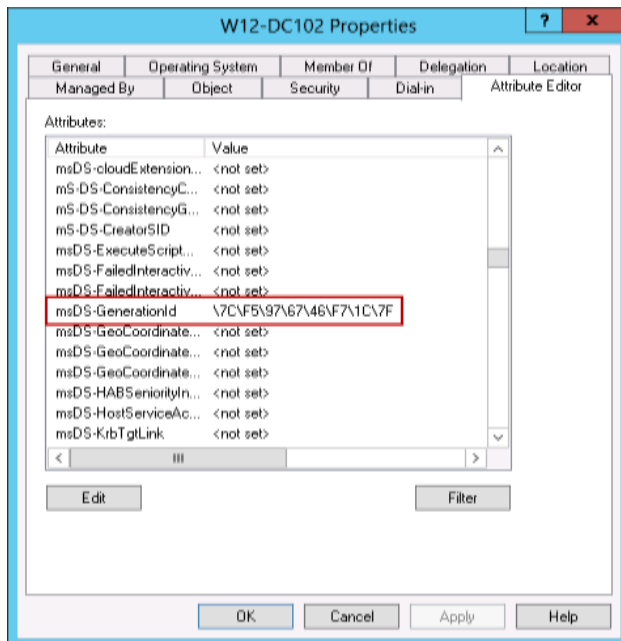 W12-DC102 Properties ? x
General Operating System Member Of Delegation Location
Managed By Object Security Dial-in Attribute Editor
Attributes:
Attribute Value
msDS-cloudExtension... <not set>
mS-DS-ConsistencyC... <not set>
mS-DS-ConsistencyG... <not set>
mS-DS-CreatorSID <not set>
msDS-ExecuteScript... <not set>
msDS-FailedInteractiv... <not set>
msDS-FailedInteractiv... <not set>
msDS-GenerationId \7C\F5\97\67\46\F7\1C\7F
msDS-GeoCoordinate... <not set>
msDS-GeoCoordinate... <not set>
msDS-GeoCoordinate... <not set>
msDS-HABSeniorityIn... <not set>
msDS-HostServiceAc... <not set>
msDS-KrbTgtLink <not set>
Edit Filter
OK Cancel Apply Help